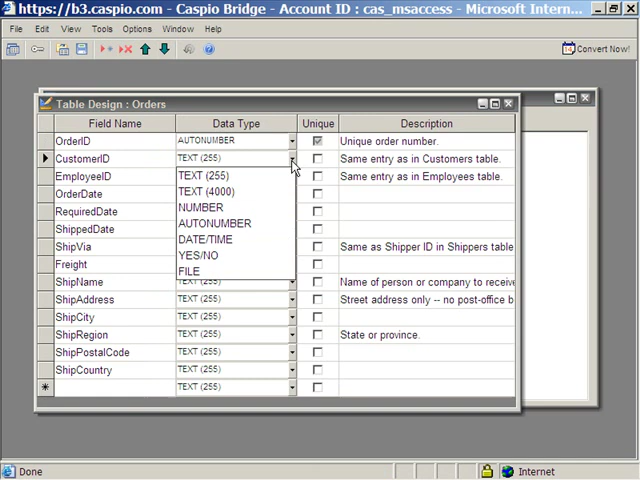 https://b3.caspio.com - Caspio Bridge - Account ID : cas_msaccess - Microsoft Intern...
File Edit View Tools Options Window Help
Convert Now!
Table Design : Orders
Field Name Data Type Unique Description
OrderID AUTONUMBER Unique order number.
CustomerID TEXT (255) Same entry as in Customers table.
EmployeeID TEXT (255) Same entry as in Employees table.
OrderDate TEXT (4000)
RequiredDate NUMBER
ShippedDate AUTONUMBER
ShipVia DATE/TIME Same as Shipper ID in Shippers table
Freight YES/NO
FILE
ShipName TEXT (255) Name of person or company to receive
ShipAddress TEXT (255) Street address only -- no post-office b
ShipCity TEXT (255)
ShipRegion TEXT (255) State or province.
ShipPostalCode TEXT (255)
ShipCountry TEXT (255)
TEXT (255)
Done Internet